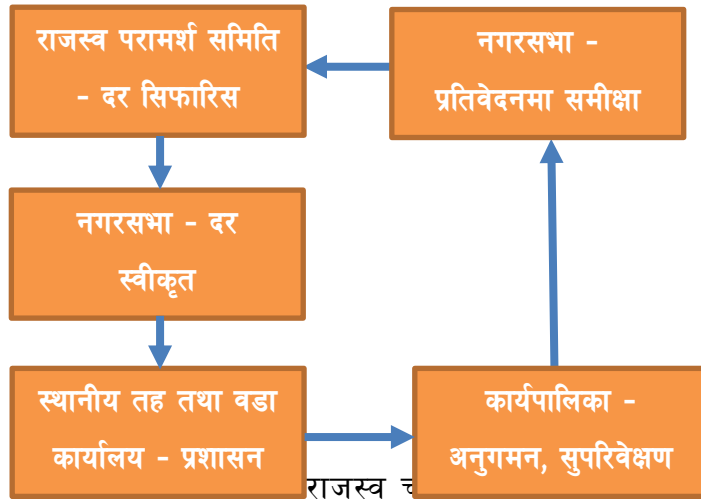 राजस्व परामर्श समिति
- दर सिफारिस
नगरसभा -
प्रतिवेदनमा समीक्षा
नगरसभा - दर
स्वीकृत
स्थानीय तह तथा वडा
कार्यालय - प्रशासन
कार्यपालिका -
अनुगमन, सुपरिवेक्षण
राजस्व